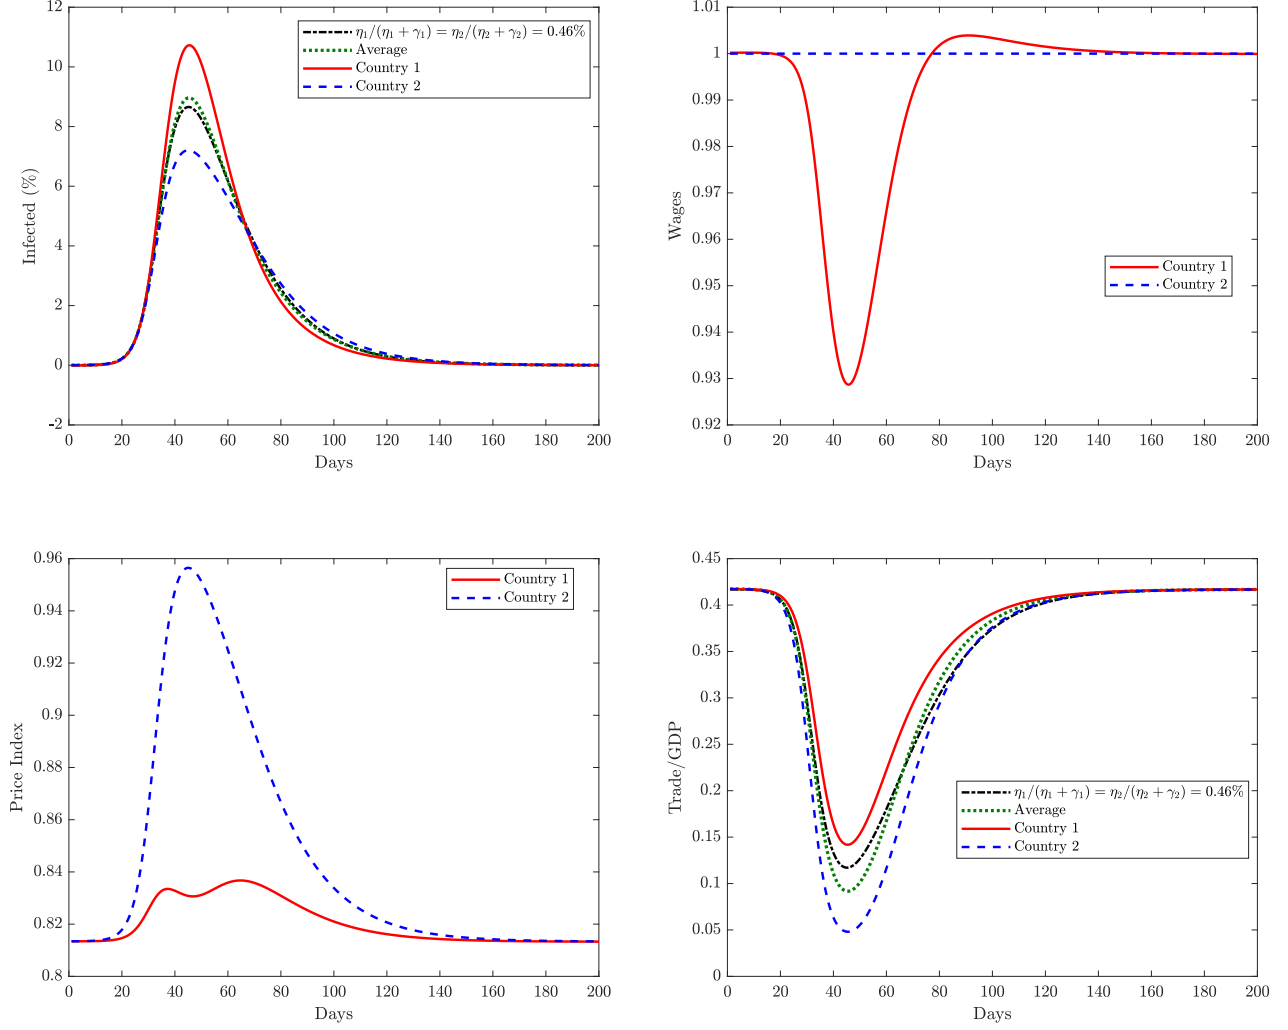 12
10
8
6
4
2
0
-2
Infected (%)
η₁/(η₁ + γ₁) = η₂/(η₂ + γ₂) = 0.46%
Average
Country 1
Country 2
0 20 40 60 80 100 120 140 160 180 200
Days
1.01
1
0.99
0.98
0.97
0.96
0.95
0.94
0.93
0.92
Wages
Country 1
Country 2
0 20 40 60 80 100 120 140 160 180 200
Days
0.96
0.94
0.92
0.9
0.88
0.86
0.84
0.82
0.8
Price Index
Country 1
Country 2
0 20 40 60 80 100 120 140 160 180 200
Days
0.45
0.4
0.35
0.3
0.25
0.2
0.15
0.1
0.05
0
Trade/GDP
η₁/(η₁ + γ₁) = η₂/(η₂ + γ₂) = 0.46%
Average
Country 1
Country 2
0 20 40 60 80 100 120 140 160 180 200
Days